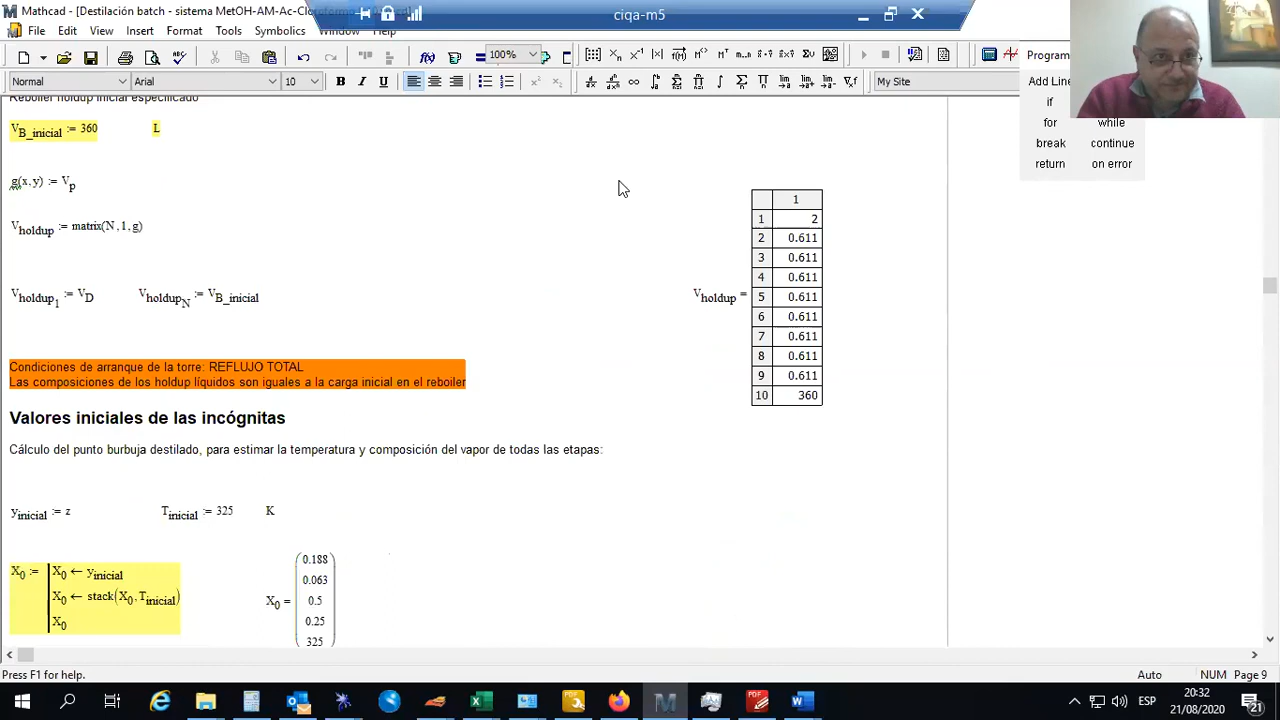 Mathcad - [Destilación batch - sistema MetOH-AM-Ac-Cloroformo
ciqa-m5
File Edit View Insert Format Tools Symbolics Window Help
100%
My Site
Normal Arial 10 B I U
Program
Add Line
if
for while
break continue
return on error
Reboiler holdup inicial especificado
V_B_inicial := 360 L
g(x,y) := V_p
V_holdup := matrix(N,1,g)
V_holdup_1 := V_D V_holdup_N := V_B_inicial
V_holdup =
1
1 2
2 0.611
3 0.611
4 0.611
5 0.611
6 0.611
7 0.611
8 0.611
9 0.611
10 360
Condiciones de arranque de la torre: REFLUJO TOTAL
Las composiciones de los holdup líquidos son iguales a la carga inicial en el reboiler
Valores iniciales de las incógnitas
Cálculo del punto burbuja destilado, para estimar la temperatura y composición del vapor de todas las etapas:
y_inicial := z T_inicial := 325 K
X_0 := X_0 ← y_inicial
X_0 ← stack(X_0, T_inicial)
X_0
X_0 =
0.188
0.063
0.5
0.25
325
Press F1 for help. Auto NUM Page 9
ESP 20:32
21/08/2020 21